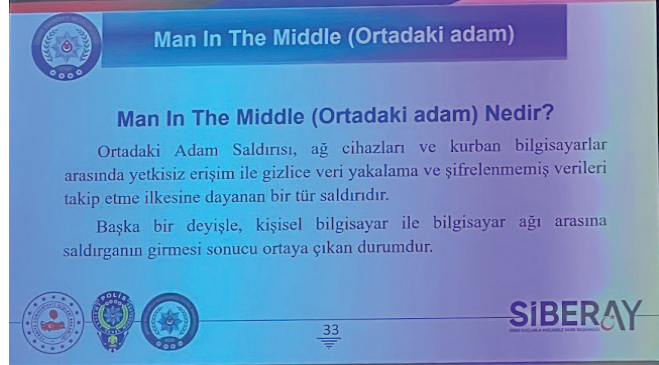 Man In The Middle (Ortadaki adam)
Man In The Middle (Ortadaki adam) Nedir?
Ortadaki Adam Saldırısı, ağ cihazları ve kurban bilgisayarlar
arasında yetkisiz erişim ile gizlice veri yakalama ve şifrelenmemiş verileri
takip etme ilkesine dayanan bir tür saldırıdır.
Başka bir deyişle, kişisel bilgisayar ile bilgisayar ağı arasına
saldırganın girmesi sonucu ortaya çıkan durumdur.
POLİS
33
SİBERAY